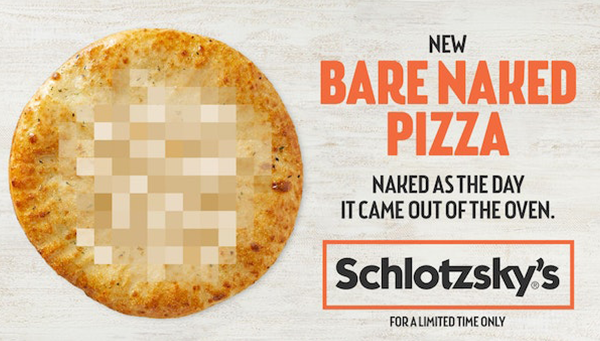 NEW
BARE NAKED
PIZZA
NAKED AS THE DAY
IT CAME OUT OF THE OVEN.
Schlotzsky's®
FOR A LIMITED TIME ONLY